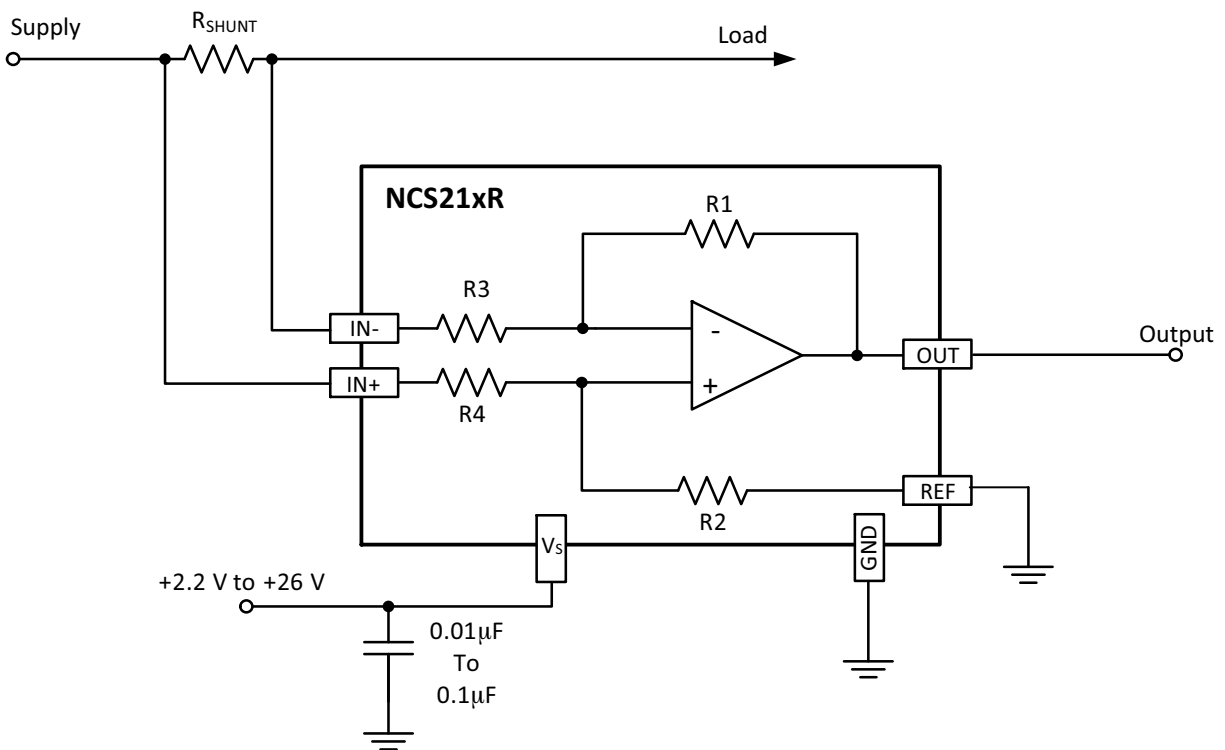 Supply
RSHUNT
Load
NCS21xR
R1
R3
IN-
-
OUT
Output
IN+
+
R4
REF
R2
VS
GND
+2.2 V to +26 V
0.01µF
To
0.1µF